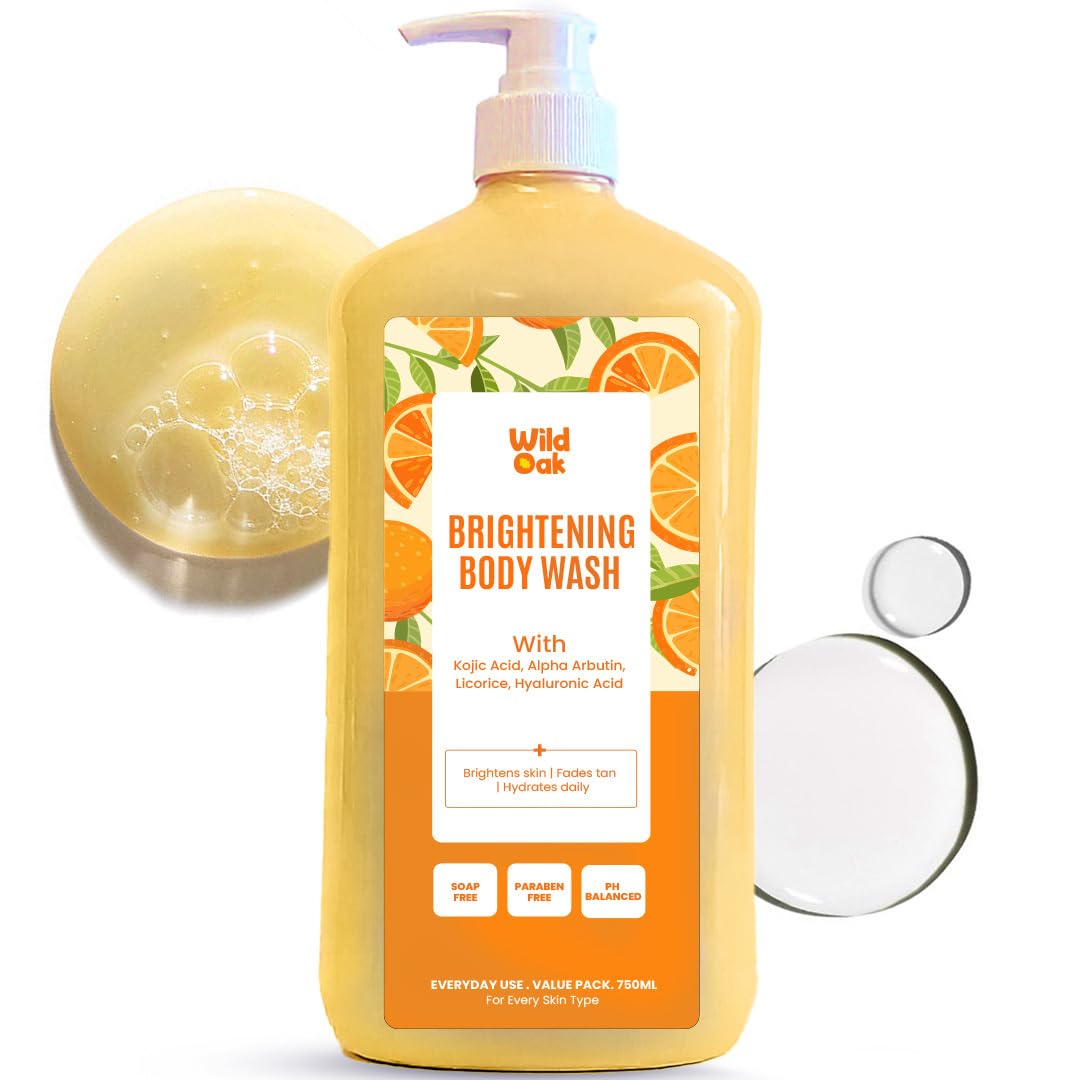 Wild
Oak
BRIGHTENING
BODY WASH
With
Kojic Acid, Alpha Arbutin,
Licorice, Hyaluronic Acid
+
Brightens skin | Fades tan
| Hydrates daily
SOAP
FREE
PARABEN
FREE
PH
BALANCED
EVERYDAY USE . VALUE PACK. 750ML
For Every Skin Type